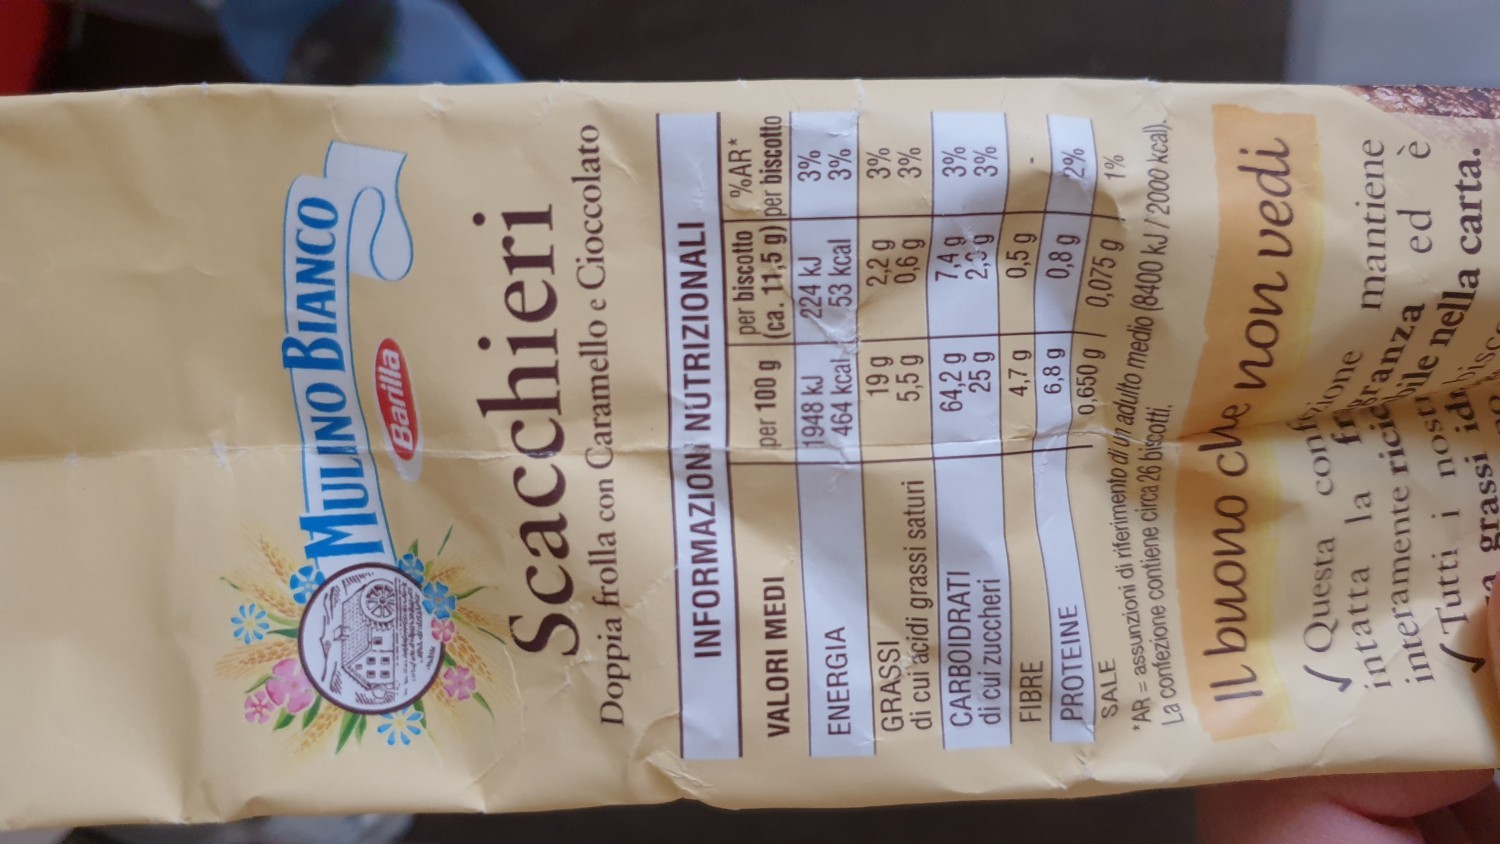 MULINO BIANCO
Barilla
Scacchieri
Doppia frolla con Caramello e Cioccolato
INFORMAZIONI NUTRIZIONALI
VALORI MEDI per 100 g per biscotto (ca. 11,5 g) %AR* per biscotto
ENERGIA 1948 kJ 224 kJ 3%
464 kcal 53 kcal 3%
GRASSI 19 g 2,2 g 3%
di cui acidi grassi saturi 5,5 g 0,6 g 3%
CARBOIDRATI 64,2 g 7,4 g 3%
di cui zuccheri 25 g 3%
FIBRE 4,7 g 0,5 g -
PROTEINE 6,8 g 0,8 g 2%
SALE 0,650 g 0,075 g 1%
*AR = assunzioni di riferimento di un adulto medio (8400 kJ / 2000 kcal).
La confezione contiene circa 26 biscotti.
Il buono che non vedi
✓ Questa confezione mantiene
intatta la fragranza ed è
interamente nella carta.
✓ Tutti i nostri
grassi